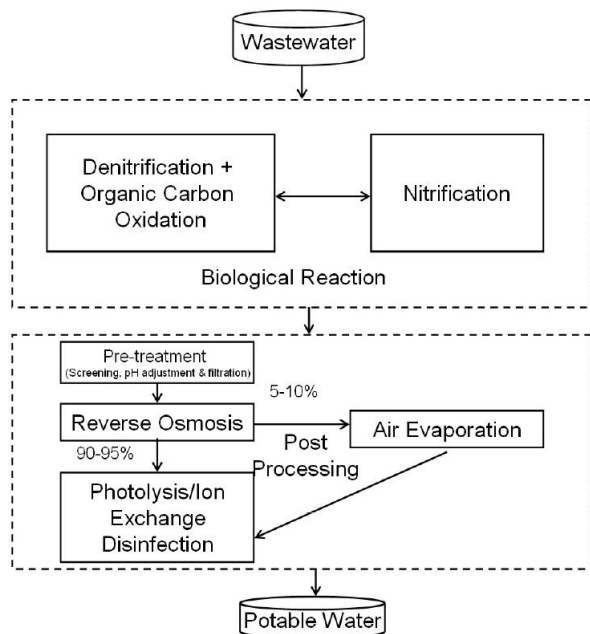 Wastewater
Denitrification +
Organic Carbon
Oxidation
Nitrification
Biological Reaction
Pre-treatment
(Screening, pH adjustment & filtration)
5-10%
Reverse Osmosis
Air Evaporation
Post
Processing
90-95%
Photolysis/Ion
Exchange
Disinfection
Potable Water